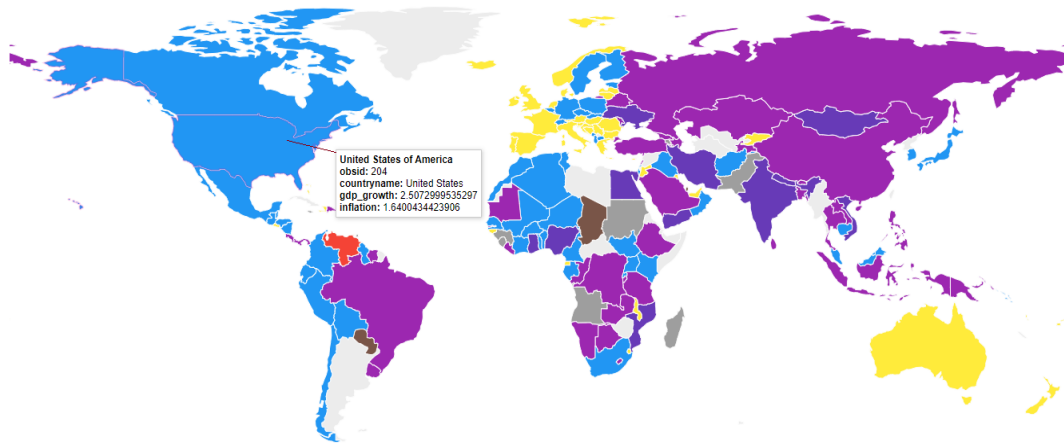 United States of America
obsid: 204
countryname: United States
gdp_growth: 2.5072999535297
inflation: 1.6400434423906